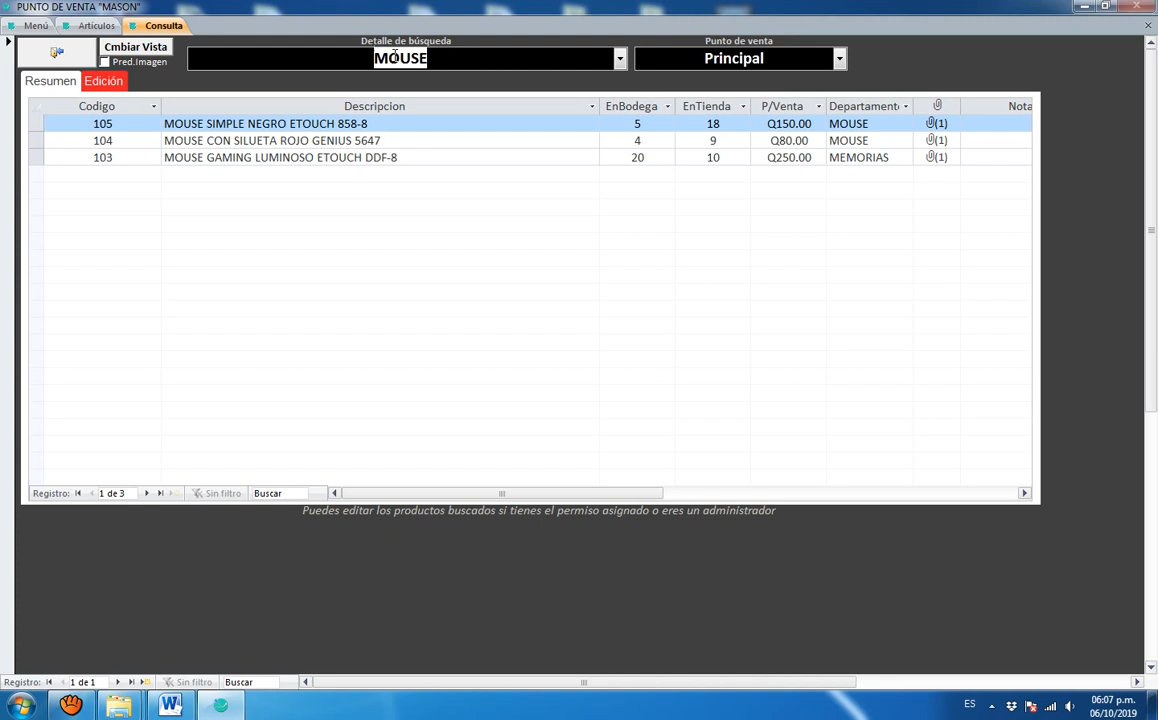 PUNTO DE VENTA "MASON"
Menú Artículos Consulta
Cmbiar Vista
Pred.Imagen
Detalle de búsqueda
MOUSE
Punto de venta
Principal
Resumen Edición
Codigo Descripcion EnBodega EnTienda P/Venta Departament Nota
105 MOUSE SIMPLE NEGRO ETOUCH 858-8 5 18 Q150.00 MOUSE (1)
104 MOUSE CON SILUETA ROJO GENIUS 5647 4 9 Q80.00 MOUSE (1)
103 MOUSE GAMING LUMINOSO ETOUCH DDF-8 20 10 Q250.00 MEMORIAS (1)
Registro: 1 de 3 Sin filtro Buscar
Puedes editar los productos buscados si tienes el permiso asignado o eres un administrador
Registro: 1 de 1 Sin filtro Buscar
ES 06:07 p.m.
06/10/2019